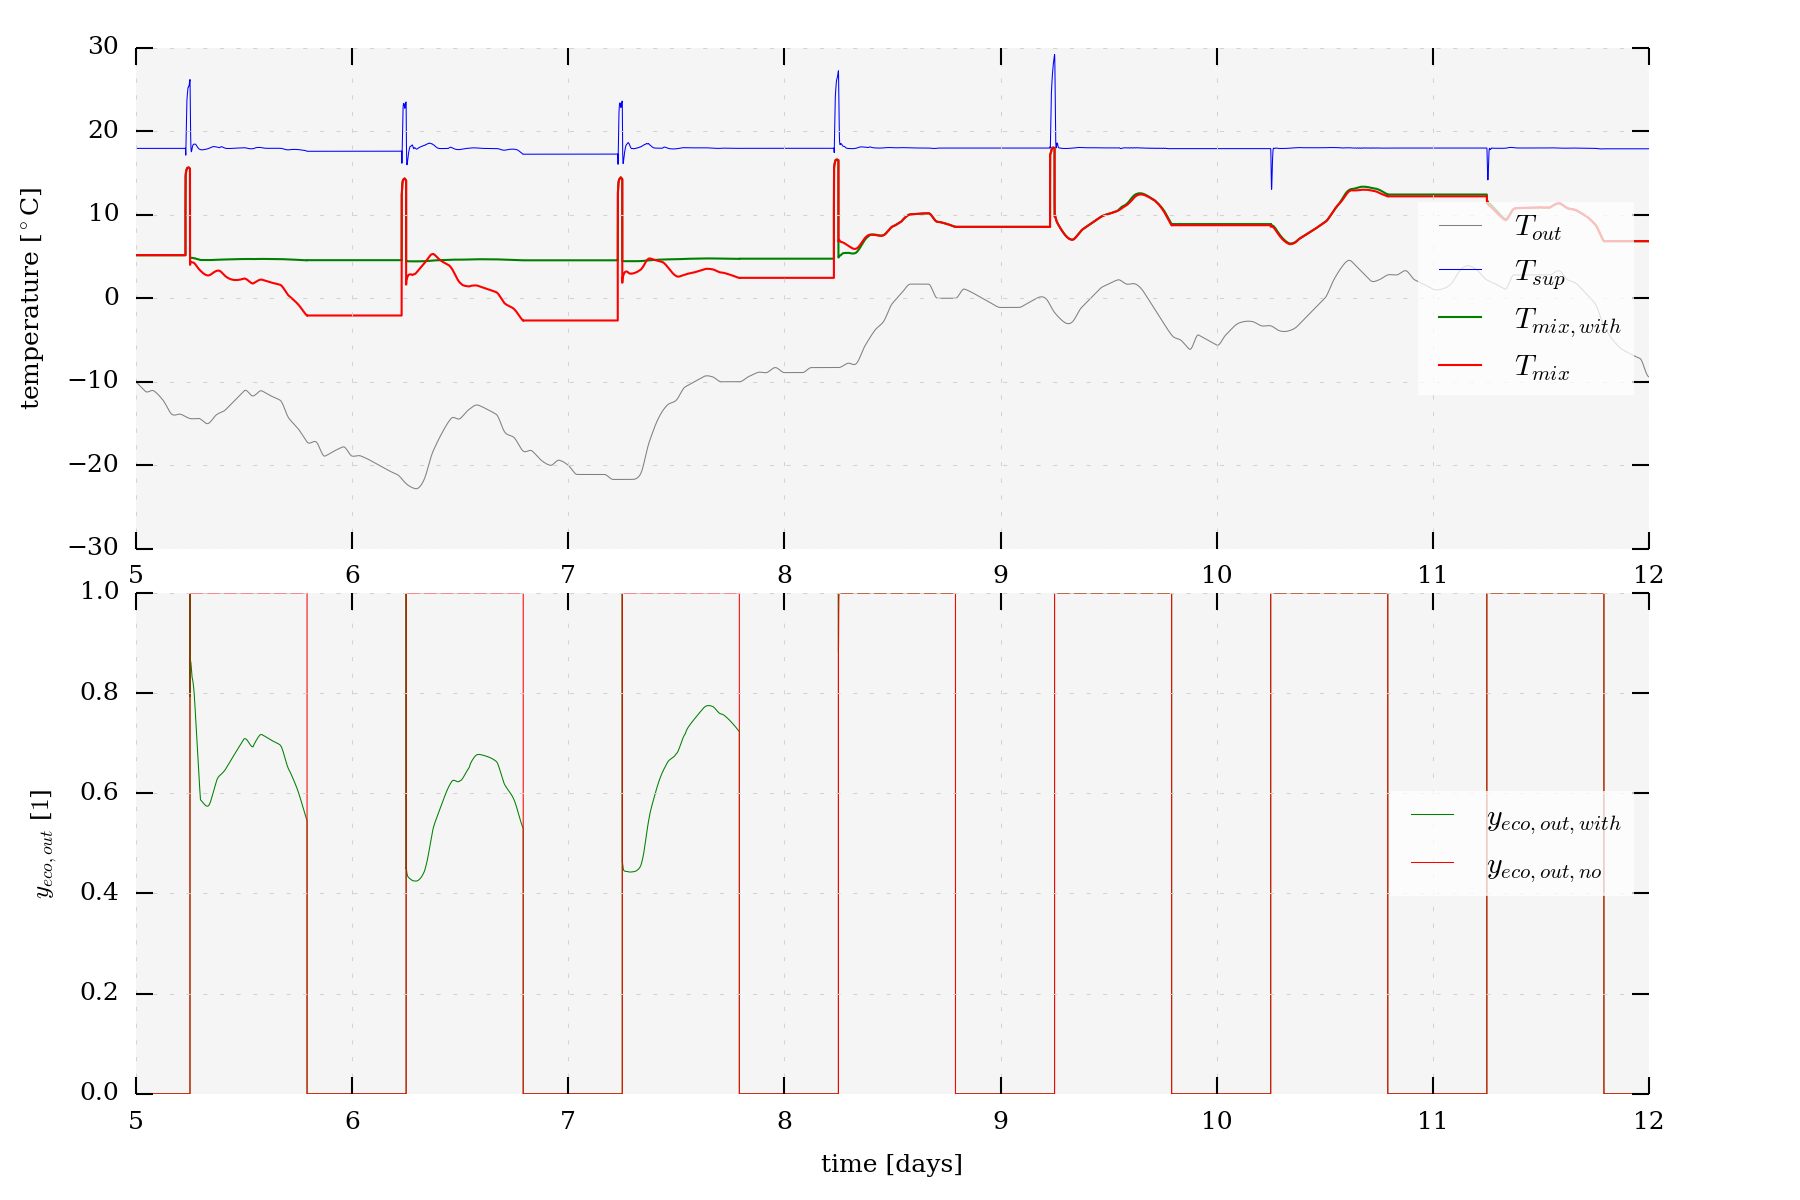 30
20
10
0
−10
−20
−30
temperature [°C]
5 6 7 8 9 10 11 12
T_out
T_sup
T_mix,with
T_mix
1.0
0.8
0.6
0.4
0.2
0.0
y_eco,out [1]
5 6 7 8 9 10 11 12
y_eco,out,with
y_eco,out,no
time [days]